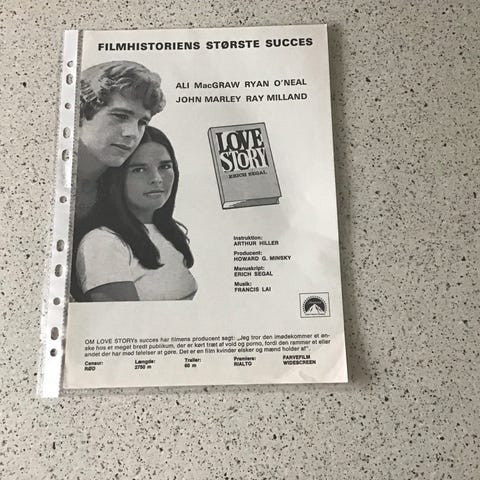 FILMHISTORIENS STØRSTE SUCCES
ALI MacGRAW RYAN O'NEAL
JOHN MARLEY RAY MILLAND
LOVE
STORY
ERICH SEGAL
Instruktion:
ARTHUR HILLER
Producent:
HOWARD G. MINSKY
Manuskript:
ERICH SEGAL
Musik:
FRANCIS LAI
OM LOVE STORYs succes har filmens producent sagt: „Jeg tror den imødekommer et øn-
ske hos et meget bredt publikum, der er kørt træt af vold og porno, fordi den rammer et eller
andet der har med følelser at gøre. Det er en film kvinder elsker og mænd holder af".
Censur: Længde: Trailer: Premiere: FARVEFILM
RØD 2750 m 60 m RIALTO WIDESCREEN